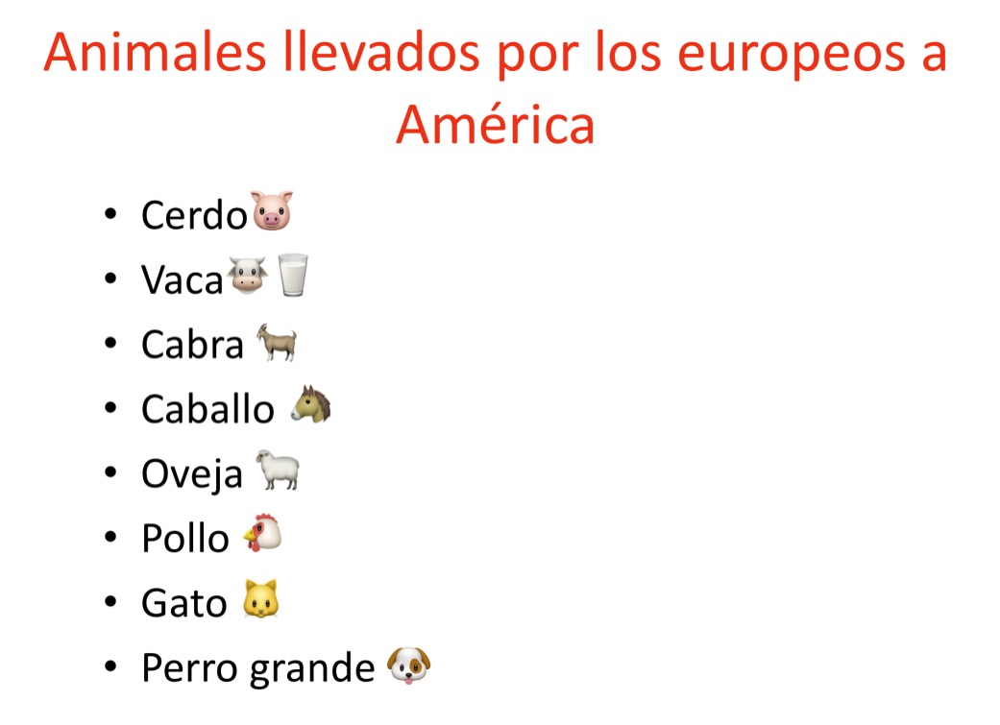 Animales llevados por los europeos a
América
• Cerdo🐷
• Vaca🐮🥛
• Cabra 🐐
• Caballo 🐴
• Oveja 🐑
• Pollo 🐔
• Gato 🐱
• Perro grande 🐶